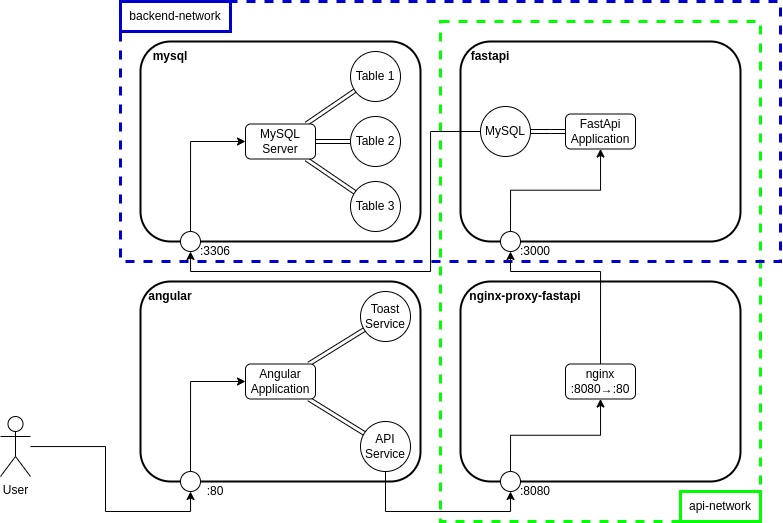 backend-network
mysql
Table 1
MySQL
Server
Table 2
Table 3
:3306
fastapi
MySQL
FastApi
Application
:3000
angular
Toast
Service
Angular
Application
API
Service
:80
nginx-proxy-fastapi
nginx
:8080→:80
:8080
api-network
User